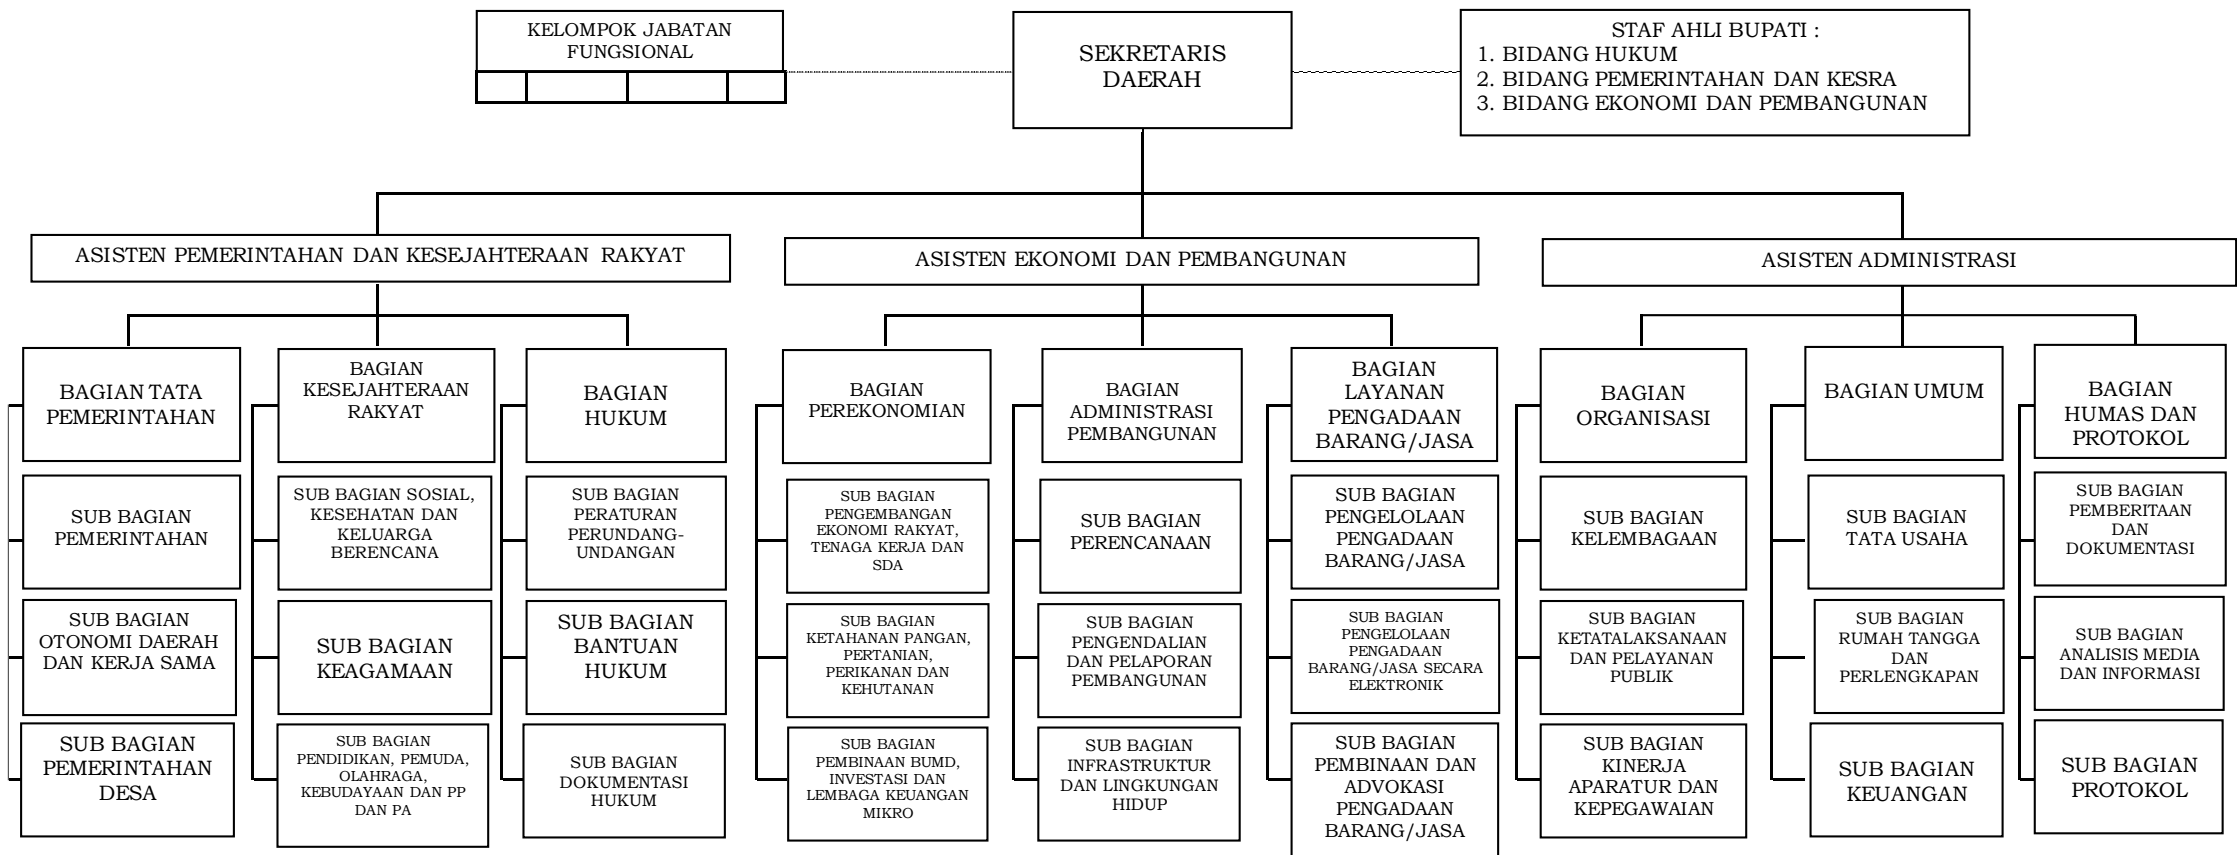 KELOMPOK JABATAN
FUNGSIONAL
SEKRETARIS
DAERAH
STAF AHLI BUPATI :
1. BIDANG HUKUM
2. BIDANG PEMERINTAHAN DAN KESRA
3. BIDANG EKONOMI DAN PEMBANGUNAN
ASISTEN PEMERINTAHAN DAN KESEJAHTERAAN RAKYAT
ASISTEN EKONOMI DAN PEMBANGUNAN
ASISTEN ADMINISTRASI
BAGIAN TATA
PEMERINTAHAN
BAGIAN
KESEJAHTERAAN
RAKYAT
BAGIAN
HUKUM
BAGIAN
PEREKONOMIAN
BAGIAN
ADMINISTRASI
PEMBANGUNAN
BAGIAN
LAYANAN
PENGADAAN
BARANG/JASA
BAGIAN
ORGANISASI
BAGIAN UMUM
BAGIAN
HUMAS DAN
PROTOKOL
SUB BAGIAN
PEMERINTAHAN
SUB BAGIAN SOSIAL,
KESEHATAN DAN
KELUARGA
BERENCANA
SUB BAGIAN
PERATURAN
PERUNDANG-
UNDANGAN
SUB BAGIAN
PENGEMBANGAN
EKONOMI RAKYAT,
TENAGA KERJA DAN
SDA
SUB BAGIAN
PERENCANAAN
SUB BAGIAN
PENGELOLAAN
PENGADAAN
BARANG/JASA
SUB BAGIAN
KELEMBAGAAN
SUB BAGIAN
TATA USAHA
SUB BAGIAN
PEMBERITAAN
DAN
DOKUMENTASI
SUB BAGIAN
OTONOMI DAERAH
DAN KERJA SAMA
SUB BAGIAN
KEAGAMAAN
SUB BAGIAN
BANTUAN
HUKUM
SUB BAGIAN
KETAHANAN PANGAN,
PERTANIAN,
PERIKANAN DAN
KEHUTANAN
SUB BAGIAN
PENGENDALIAN
DAN PELAPORAN
PEMBANGUNAN
SUB BAGIAN
PENGELOLAAN
PENGADAAN
BARANG/JASA SECARA
ELEKTRONIK
SUB BAGIAN
KETATALAKSANAAN
DAN PELAYANAN
PUBLIK
SUB BAGIAN
RUMAH TANGGA
DAN
PERLENGKAPAN
SUB BAGIAN
ANALISIS MEDIA
DAN INFORMASI
SUB BAGIAN
PEMERINTAHAN
DESA
SUB BAGIAN
PENDIDIKAN, PEMUDA,
OLAHRAGA,
KEBUDAYAAN DAN PP
DAN PA
SUB BAGIAN
DOKUMENTASI
HUKUM
SUB BAGIAN
PEMBINAAN BUMD,
INVESTASI DAN
LEMBAGA KEUANGAN
MIKRO
SUB BAGIAN
INFRASTRUKTUR
DAN LINGKUNGAN
HIDUP
SUB BAGIAN
PEMBINAAN DAN
ADVOKASI
PENGADAAN
BARANG/JASA
SUB BAGIAN
KINERJA
APARATUR DAN
KEPEGAWAIAN
SUB BAGIAN
KEUANGAN
SUB BAGIAN
PROTOKOL